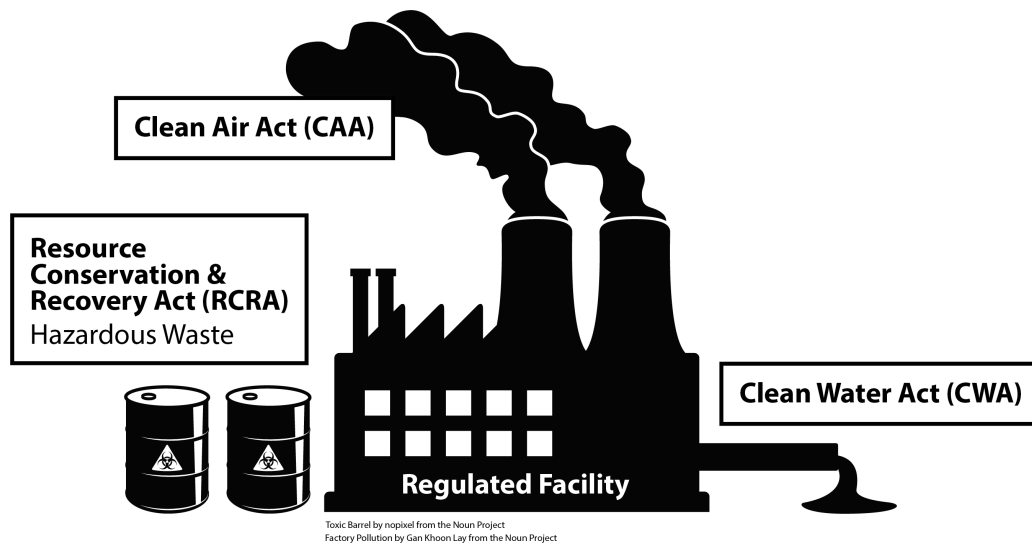 Clean Air Act (CAA)
Resource
Conservation &
Recovery Act (RCRA)
Hazardous Waste
Clean Water Act (CWA)
Regulated Facility
Toxic Barrel by nopixel from the Noun Project
Factory Pollution by Gan Khoon Lay from the Noun Project